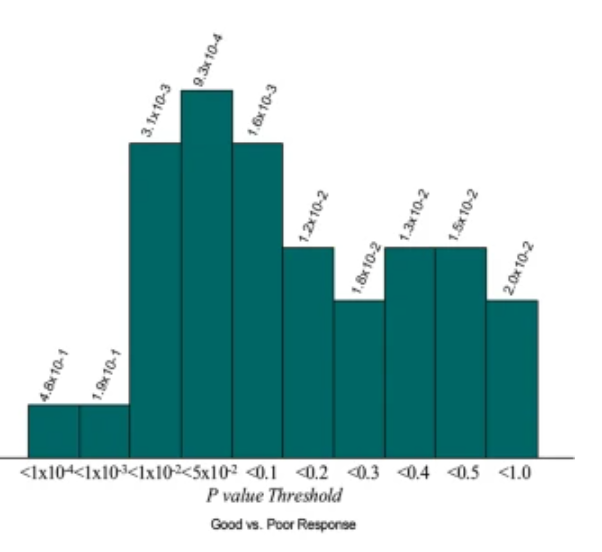 4.8x10-1
1.9x10-1
3.1x10-3
9.3x10-4
1.6x10-3
1.2x10-2
1.8x10-2
1.3x10-2
1.5x10-2
2.0x10-2
<1x10-4<1x10-3<1x10-2<5x10-2 <0.1 <0.2 <0.3 <0.4 <0.5 <1.0
P value Threshold
Good vs. Poor Response